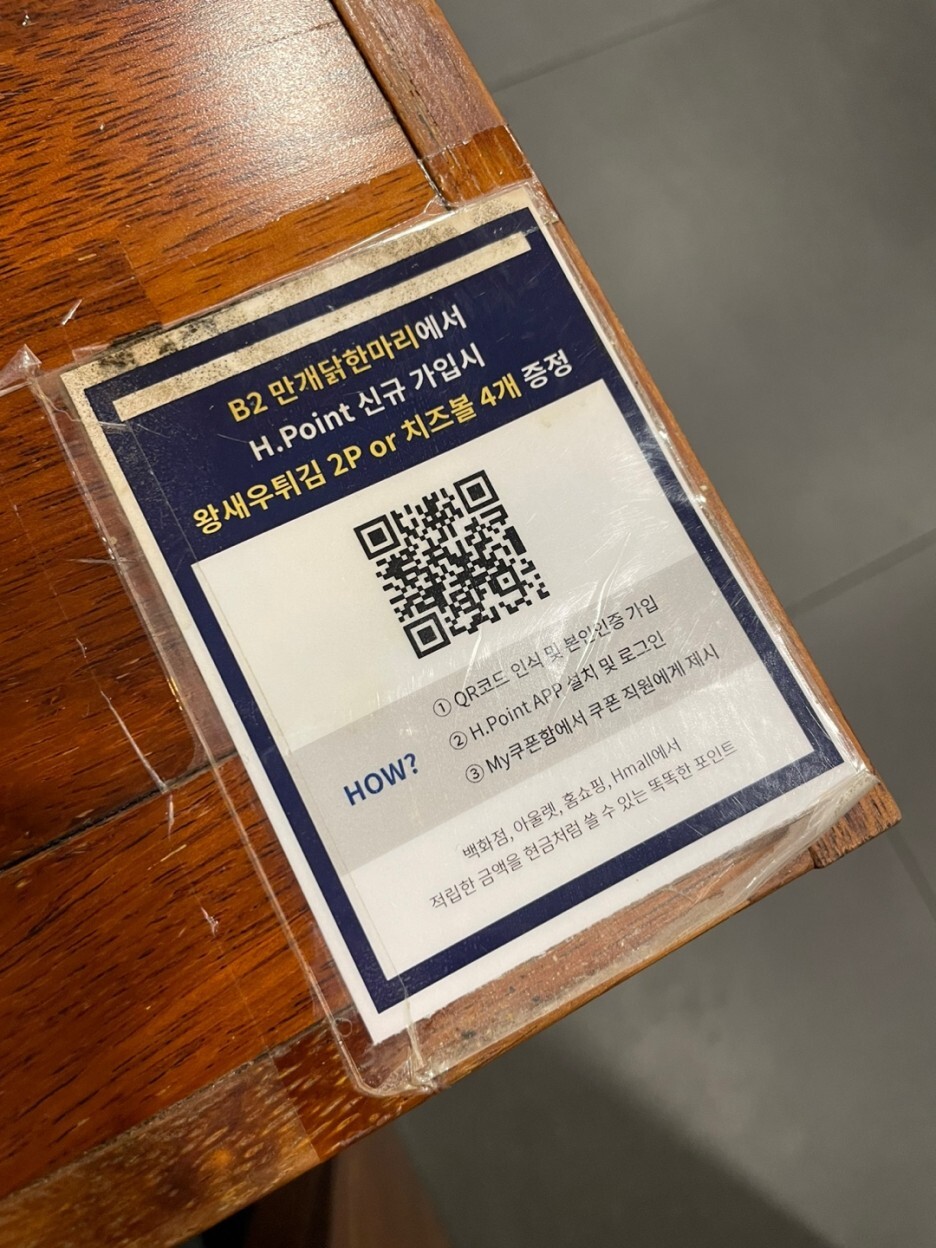 B2 만개닭한마리에서
H.Point 신규 가입시
왕새우튀김 2P or 치즈볼 4개 증정
HOW?
① QR코드 인식 및 본인인증 가입
② H.Point APP 설치 및 로그인
③ My쿠폰함에서 쿠폰 직원에게 제시
백화점, 아울렛, 홈쇼핑, Hmall에서
적립한 금액을 현금처럼 쓸 수 있는 똑똑한 포인트